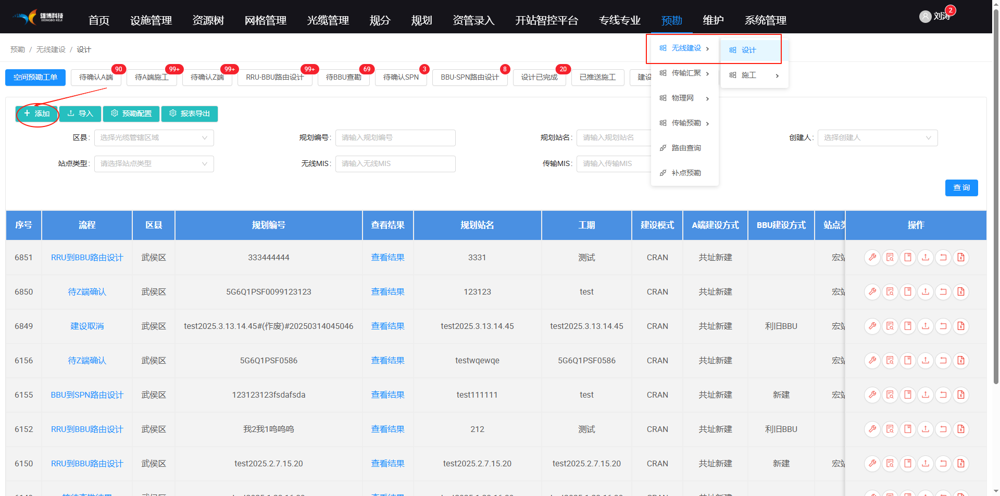 雄博科技
XIONGBO KEJI
首页 设施管理 资源树 网格管理 光缆管理 规分 规划 资管录入 开站智控平台 专线专业 预勘 维护 系统管理 刘涛 2
预勘 / 无线建设 / 设计
无线建设
设计
空间预勘工单 待确认A端 90 待A端施工 99+ 待确认Z端 99+ RRU-BBU路由设计 99+ 待BBU查勘 69 待确认SPN 3 BBU-SPN路由设计 8 设计已完成 20 已推送施工 建设
传输汇聚
施工
物理网
传输预勘
路由查询
补点预勘
添加 导入 预勘配置 报表导出
区县: 选择光缆管辖区域 规划编号: 请输入规划编号 规划站名: 请输入规划站名 创建人: 选择创建人
站点类型: 请选择站点类型 无线MIS: 请输入无线MIS 传输MIS: 请输入传输MIS
查 询
序号 流程 区县 规划编号 查看结果 规划站名 工期 建设模式 A端建设方式 BBU建设方式 站点 操作
6851 RRU到BBU路由设计 武侯区 333444444 查看结果 3331 测试 CRAN 共址新建 宏站
6850 待Z端确认 武侯区 5G6Q1PSF0099123123 查看结果 123123 test CRAN 共址新建 宏站
6849 建设取消 武侯区 test2025.3.13.14.45#(作废)#20250314045046 查看结果 test2025.3.13.14.45 test2025.3.13.14.45 CRAN 共址新建 利旧BBU 宏站
6156 待Z端确认 武侯区 5G6Q1PSF0586 查看结果 testwqewqe 5G6Q1PSF0586 CRAN 共址新建 宏站
6155 BBU到SPN路由设计 武侯区 123123123fsdafsda 查看结果 test111111 test CRAN 共址新建 新建 宏站
6152 RRU到BBU路由设计 武侯区 我2我1呜呜呜 查看结果 212 测试 CRAN 共址新建 利旧BBU 宏站
6150 RRU到BBU路由设计 武侯区 test2025.2.7.15.20 查看结果 test2025.2.7.15.20 test2025.2.7.15.20 CRAN 共址新建 新建 宏站